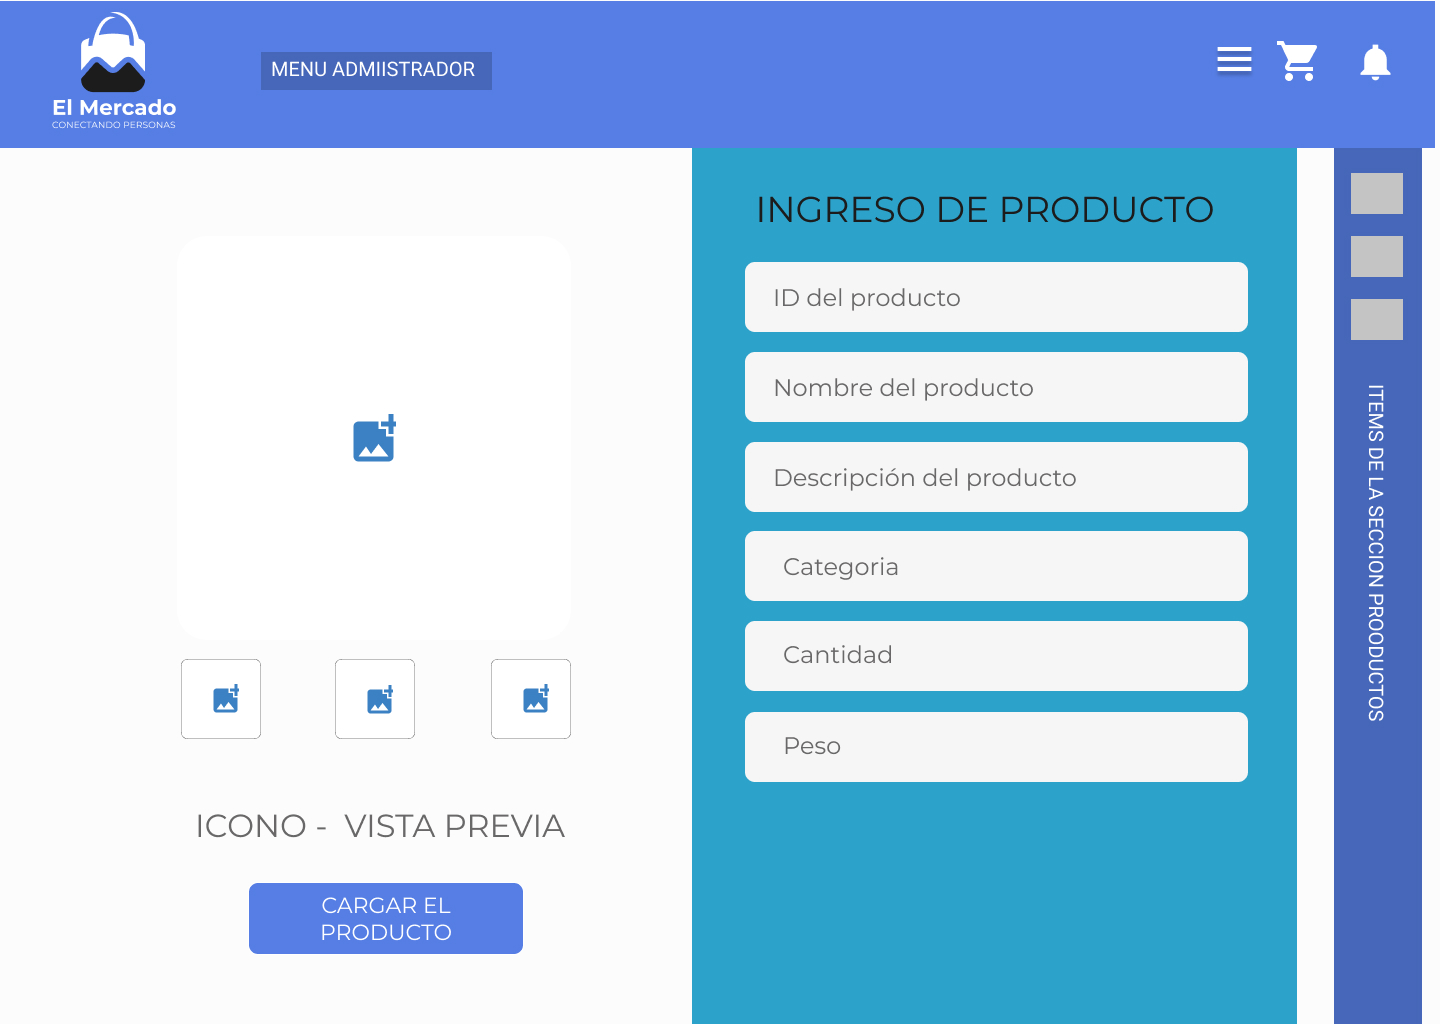 El Mercado
CONECTANDO PERSONAS
MENU ADMIISTRADOR
INGRESO DE PRODUCTO
ID del producto
Nombre del producto
Descripción del producto
Categoria
Cantidad
Peso
ICONO -  VISTA PREVIA
CARGAR EL
PRODUCTO
ITEMS DE LA SECCION PROODUCTOS